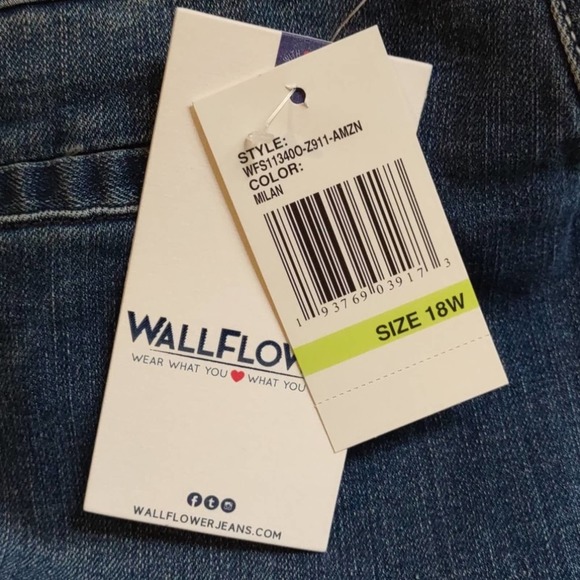 STYLE:
WFS11340O-Z911-AMZN
COLOR:
MILAN
1 93769 03917 3
SIZE 18W
WALLFLOW
WEAR WHAT YOU ❤ WHAT YOU
WALLFLOWERJEANS.COM